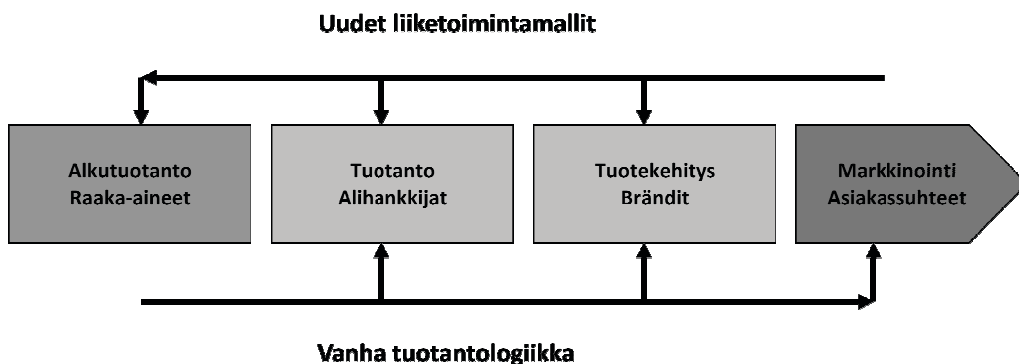 Uudet liiketoimintamallit
Alkutuotanto
Raaka-aineet
Tuotanto
Alihankkijat
Tuotekehitys
Brändit
Markkinointi
Asiakassuhteet
Vanha tuotantologiikka